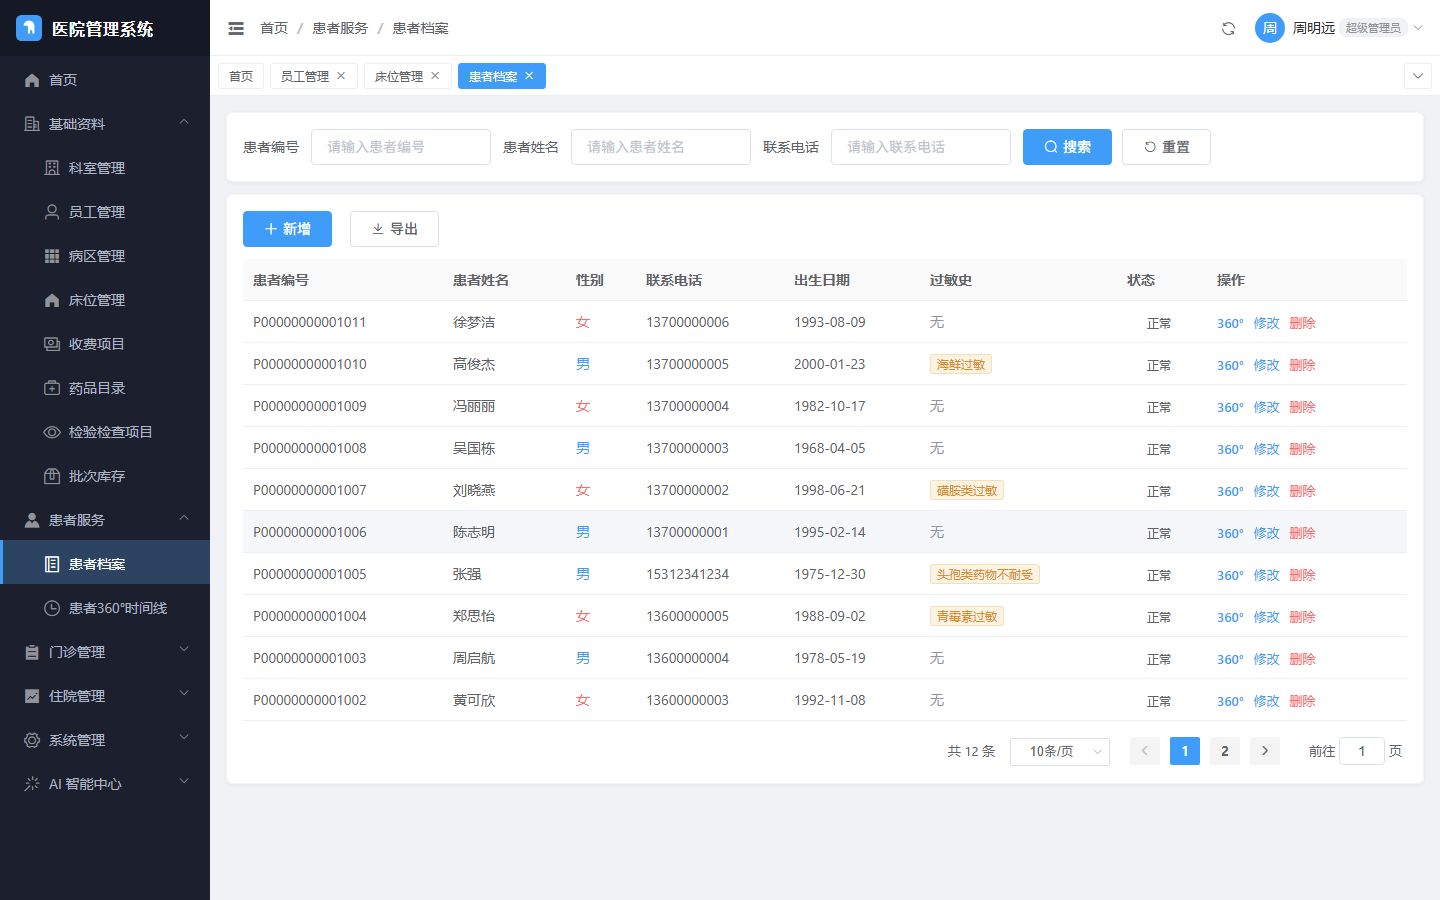 医院管理系统
首页
基础资料
科室管理
员工管理
病区管理
床位管理
收费项目
药品目录
检验检查项目
批次库存
患者服务
患者档案
患者360°时间线
门诊管理
住院管理
系统管理
AI 智能中心
首页 / 患者服务 / 患者档案
周 周明远 超级管理员
首页 员工管理 床位管理 患者档案
患者编号 请输入患者编号 患者姓名 请输入患者姓名 联系电话 请输入联系电话 搜索 重置
新增 导出
患者编号 患者姓名 性别 联系电话 出生日期 过敏史 状态 操作
P00000000001011 徐梦洁 女 13700000006 1993-08-09 无 正常 360° 修改 删除
P00000000001010 高俊杰 男 13700000005 2000-01-23 海鲜过敏 正常 360° 修改 删除
P00000000001009 冯丽丽 女 13700000004 1982-10-17 无 正常 360° 修改 删除
P00000000001008 吴国栋 男 13700000003 1968-04-05 无 正常 360° 修改 删除
P00000000001007 刘晓燕 女 13700000002 1998-06-21 磺胺类过敏 正常 360° 修改 删除
P00000000001006 陈志明 男 13700000001 1995-02-14 无 正常 360° 修改 删除
P00000000001005 张强 男 15312341234 1975-12-30 头孢类药物不耐受 正常 360° 修改 删除
P00000000001004 郑思怡 女 13600000005 1988-09-02 青霉素过敏 正常 360° 修改 删除
P00000000001003 周启航 男 13600000004 1978-05-19 无 正常 360° 修改 删除
P00000000001002 黄可欣 女 13600000003 1992-11-08 无 正常 360° 修改 删除
共 12 条 10条/页 1 2 前往 1 页